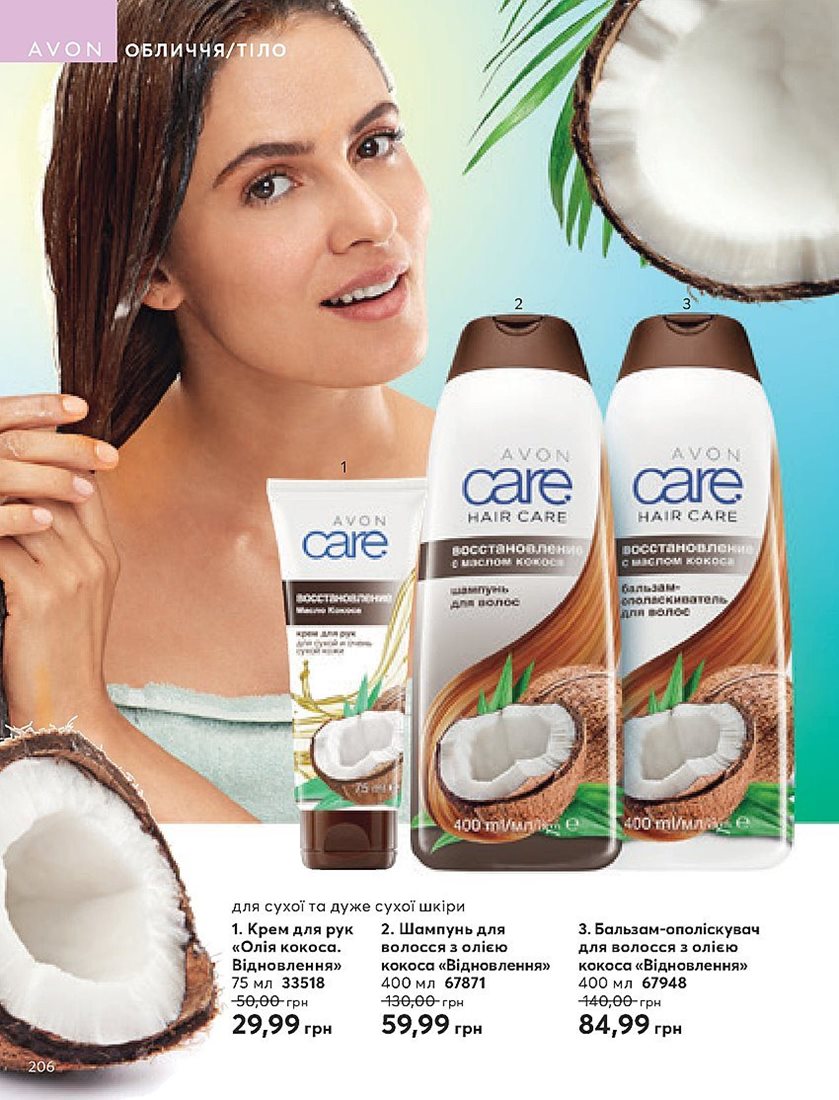 AVON ОБЛИЧЧЯ/ТІЛО
1
AVON
care
ВОССТАНОВЛЕНИЕ
Масло Кокоса
крем для рук
для сухой и очень
сухой кожи
75 ml
2
AVON
care
HAIR CARE
ВОССТАНОВЛЕНИЕ
с маслом кокоса
шампунь
для волос
400 ml/мл
3
AVON
care
HAIR CARE
ВОССТАНОВЛЕНИЕ
с маслом кокоса
бальзам-
ополаскиватель
для волос
400 ml/мл
для сухої та дуже сухої шкіри
1. Крем для рук
«Олія кокоса.
Відновлення»
75 мл 33518
50,00 грн
29,99 грн
2. Шампунь для
волосся з олією
кокоса «Відновлення»
400 мл 67871
130,00 грн
59,99 грн
3. Бальзам-ополіскувач
для волосся з олією
кокоса «Відновлення»
400 мл 67948
140,00 грн
84,99 грн
206